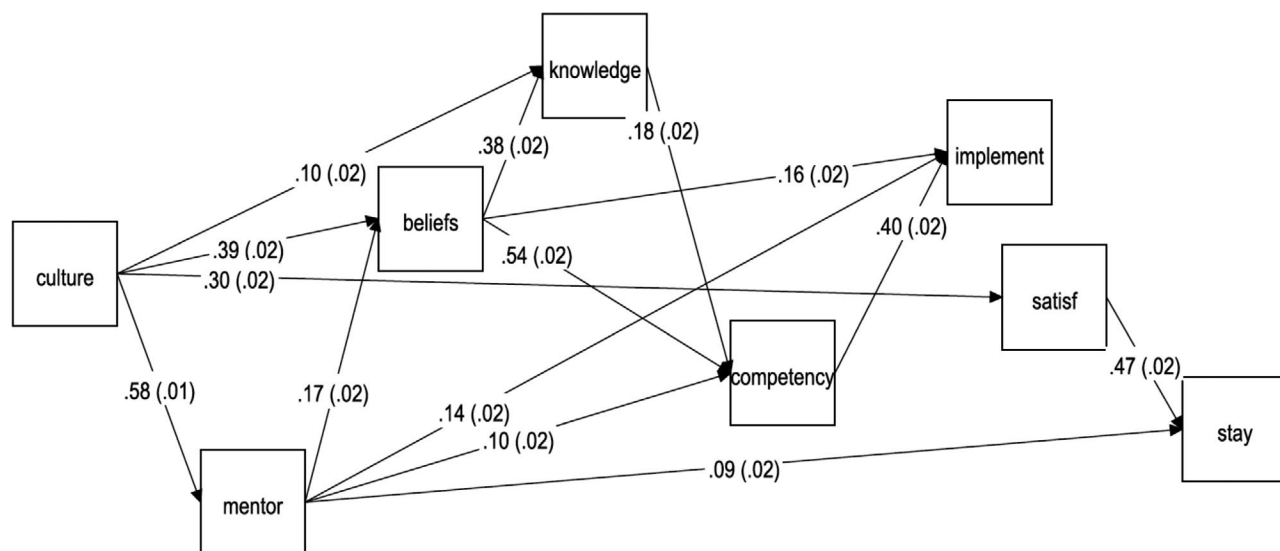 knowledge
.18 (.02)
.38 (.02)
implement
.10 (.02)
.16 (.02)
beliefs
.39 (.02)
.40 (.02)
.54 (.02)
culture
.30 (.02)
satisf
.47 (.02)
competency
.58 (.01)
.17 (.02)
.14 (.02)
.10 (.02)
stay
.09 (.02)
mentor